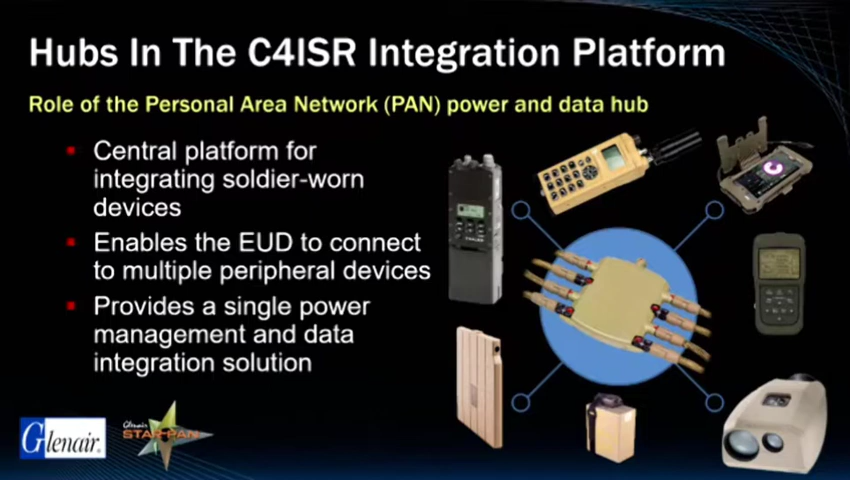 Hubs In The C4ISR Integration Platform
Role of the Personal Area Network (PAN) power and data hub
Central platform for
integrating soldier-worn
devices
Enables the EUD to connect
to multiple peripheral devices
Provides a single power
management and data
integration solution
Glenair
Glenair
STAR-PAN